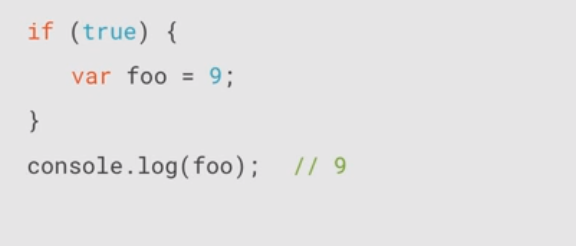 if (true) {
var foo = 9;
}
console.log(foo); // 9